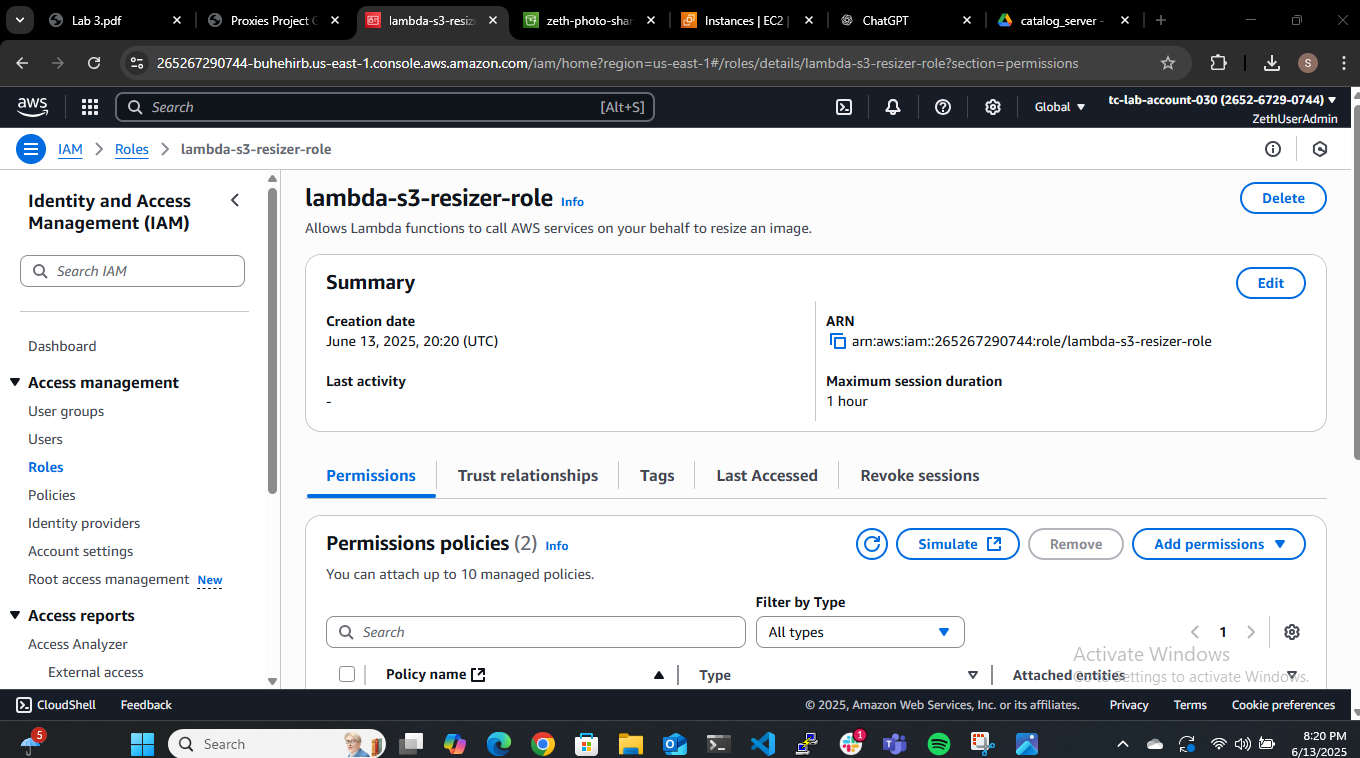 Lab 3.pdf
Proxies Project G
lambda-s3-resiz
zeth-photo-shar
Instances | EC2 |
ChatGPT
catalog_server -
265267290744-buhehirb.us-east-1.console.aws.amazon.com/iam/home?region=us-east-1#/roles/details/lambda-s3-resizer-role?section=permissions
S
aws
Search
[Alt+S]
Global
tc-lab-account-030 (2652-6729-0744)
ZethUserAdmin
IAM
Roles
lambda-s3-resizer-role
Identity and Access
Management (IAM)
Search IAM
Dashboard
Access management
User groups
Users
Roles
Policies
Identity providers
Account settings
Root access management New
Access reports
Access Analyzer
External access
lambda-s3-resizer-role Info
Delete
Allows Lambda functions to call AWS services on your behalf to resize an image.
Summary
Edit
Creation date
June 13, 2025, 20:20 (UTC)
ARN
arn:aws:iam::265267290744:role/lambda-s3-resizer-role
Last activity
-
Maximum session duration
1 hour
Permissions
Trust relationships
Tags
Last Accessed
Revoke sessions
Permissions policies (2) Info
Simulate
Remove
Add permissions
You can attach up to 10 managed policies.
Filter by Type
Search
All types
1
Policy name
Type
Attached entities
Activate Windows
Go to Settings to activate Windows.
CloudShell
Feedback
© 2025, Amazon Web Services, Inc. or its affiliates.
Privacy
Terms
Cookie preferences
5
Search
1
8:20 PM
6/13/2025